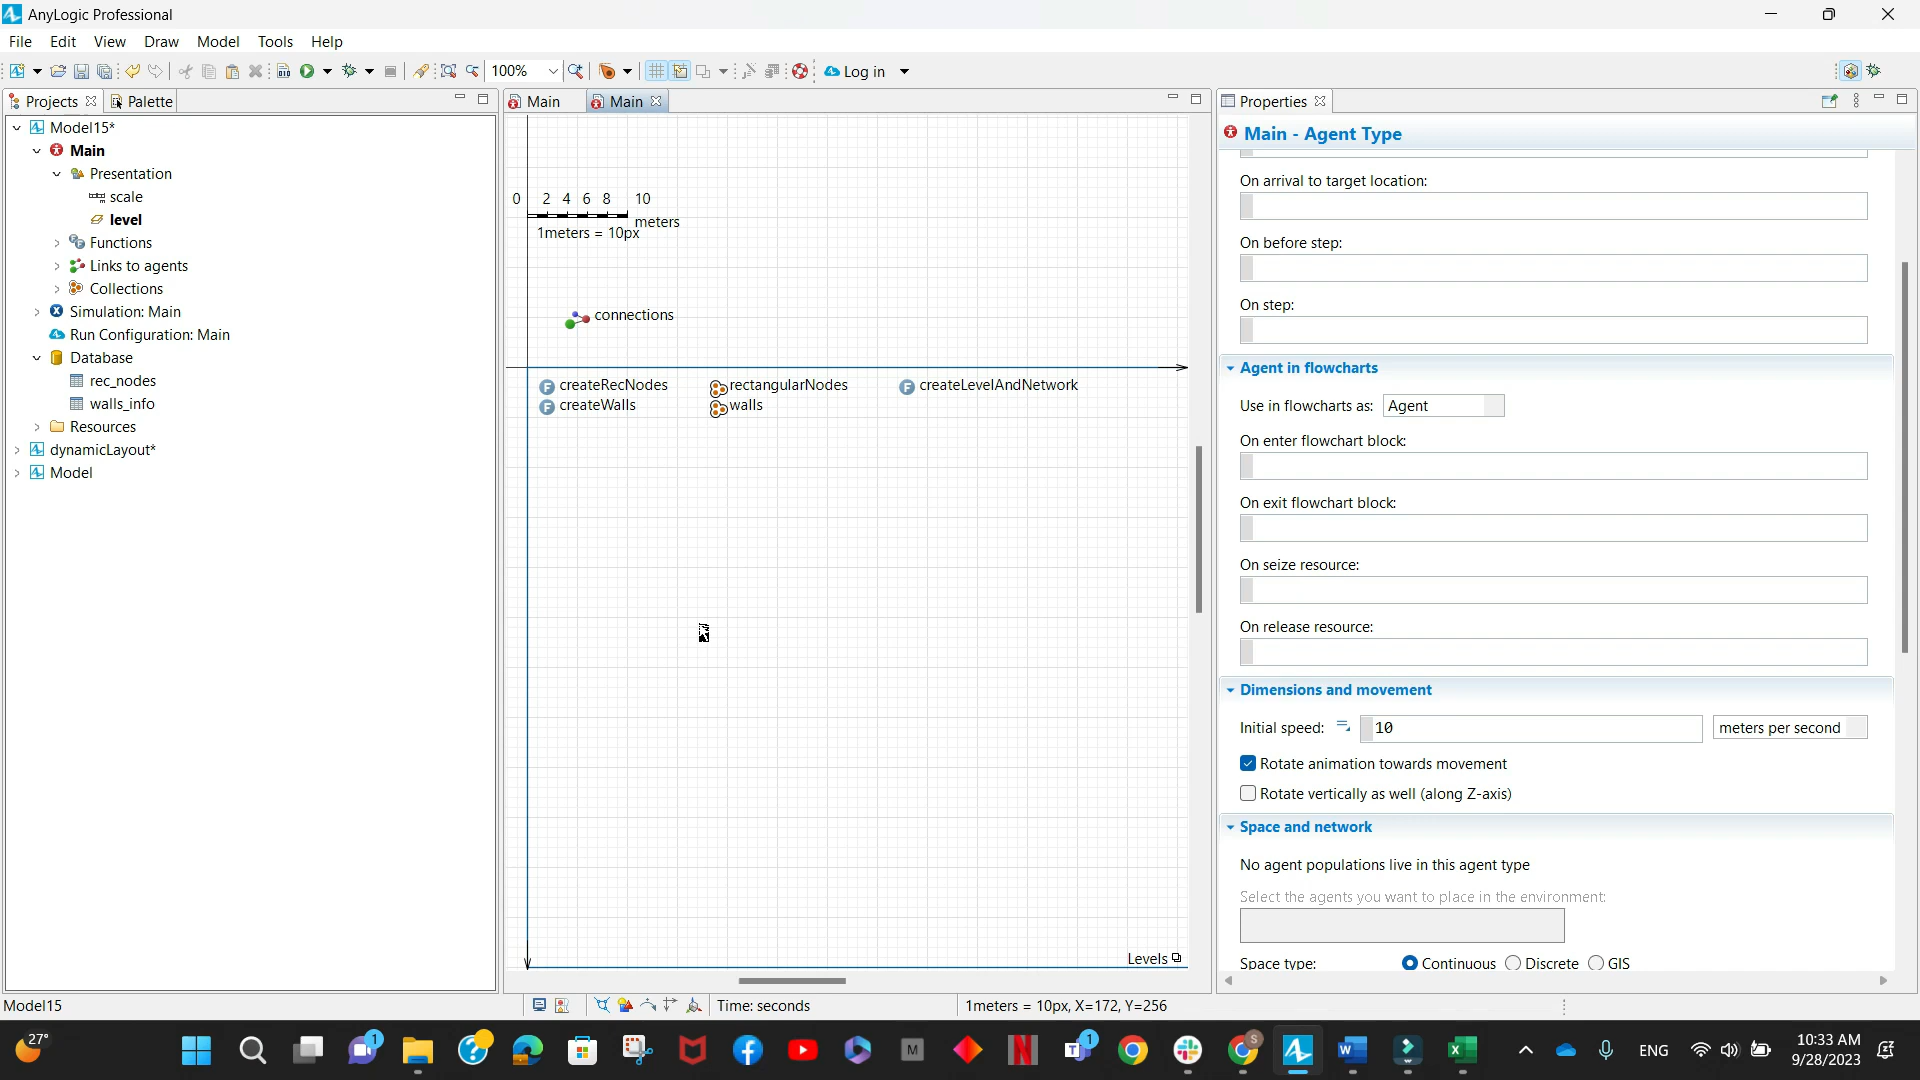 AnyLogic Professional
File Edit View Draw Model Tools Help
100% Log in
Projects Palette
Model15*
Main
Presentation
scale
level
Functions
Links to agents
Collections
Simulation: Main
Run Configuration: Main
Database
rec_nodes
walls_info
Resources
dynamicLayout*
Model
Main Main
0 2 4 6 8 10
meters
1meters = 10px
connections
createRecNodes rectangularNodes createLevelAndNetwork
createWalls walls
Levels
Properties
Main - Agent Type
On arrival to target location:
On before step:
On step:
Agent in flowcharts
Use in flowcharts as: Agent
On enter flowchart block:
On exit flowchart block:
On seize resource:
On release resource:
Dimensions and movement
Initial speed: 10 meters per second
Rotate animation towards movement
Rotate vertically as well (along Z-axis)
Space and network
No agent populations live in this agent type
Select the agents you want to place in the environment:
Space type: Continuous Discrete GIS
Model15 Time: seconds 1meters = 10px, X=172, Y=256
27° 1 1 ENG 10:33 AM
9/28/2023